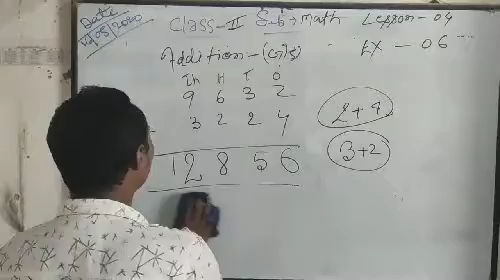 Date
Class-II Sub: Math Lesson-04
Addition-(যোগ) EX-06
Th H T O
9 6 3 2
3 2 2 4
12 8 5 6
2+4
3+2